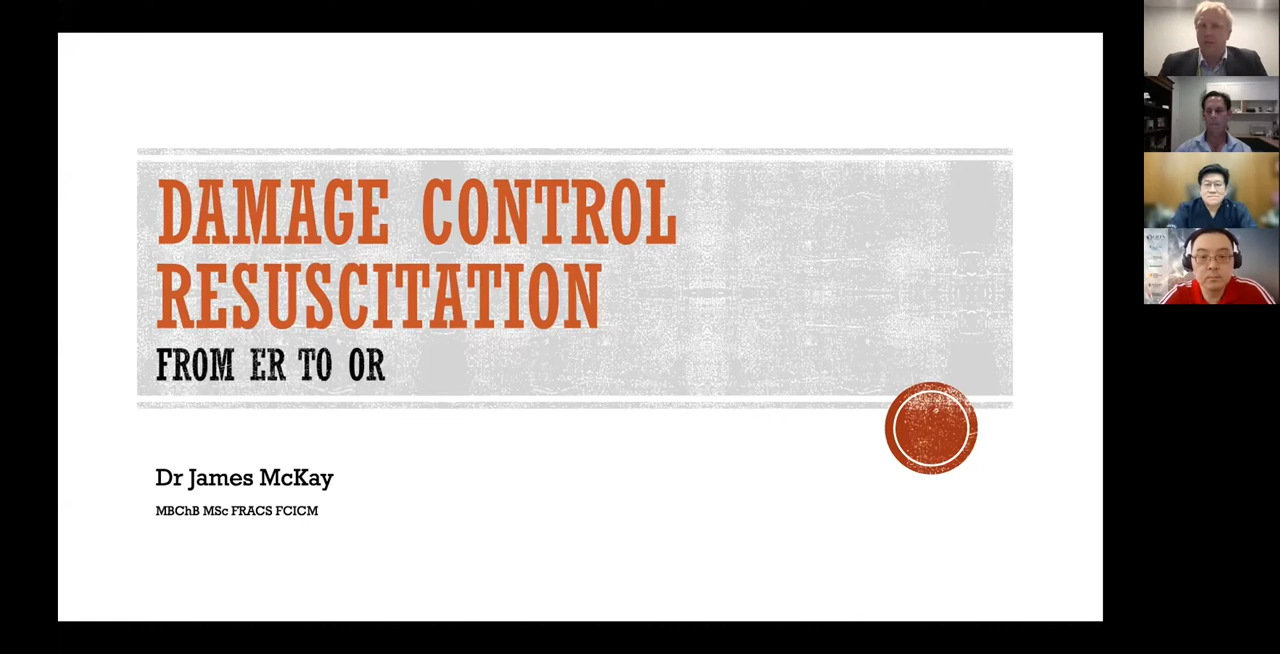 DAMAGE CONTROL
RESUSCITATION
FROM ER TO OR
Dr James McKay
MBChB MSc FRACS FCICM